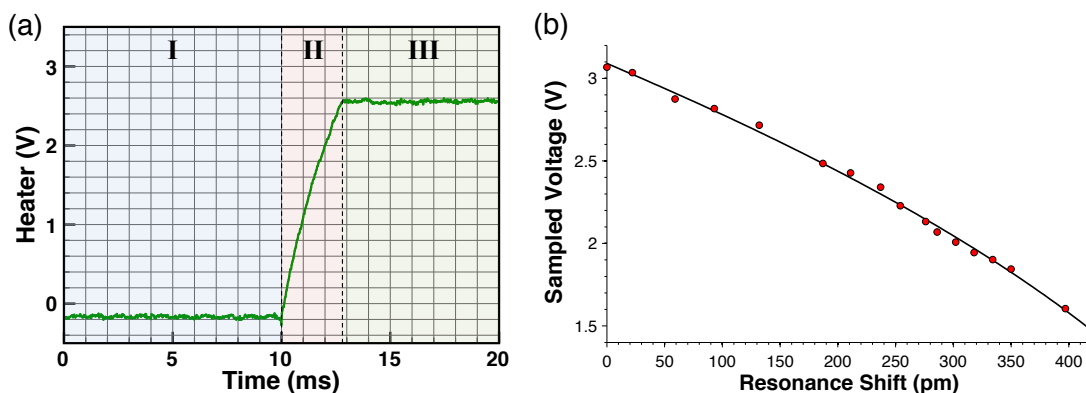 (a)
I II III
Heater (V)
3
2
1
0
0 5 10 15 20
Time (ms)
(b)
Sampled Voltage (V)
3
2.5
2
1.5
0 50 100 150 200 250 300 350 400
Resonance Shift (pm)